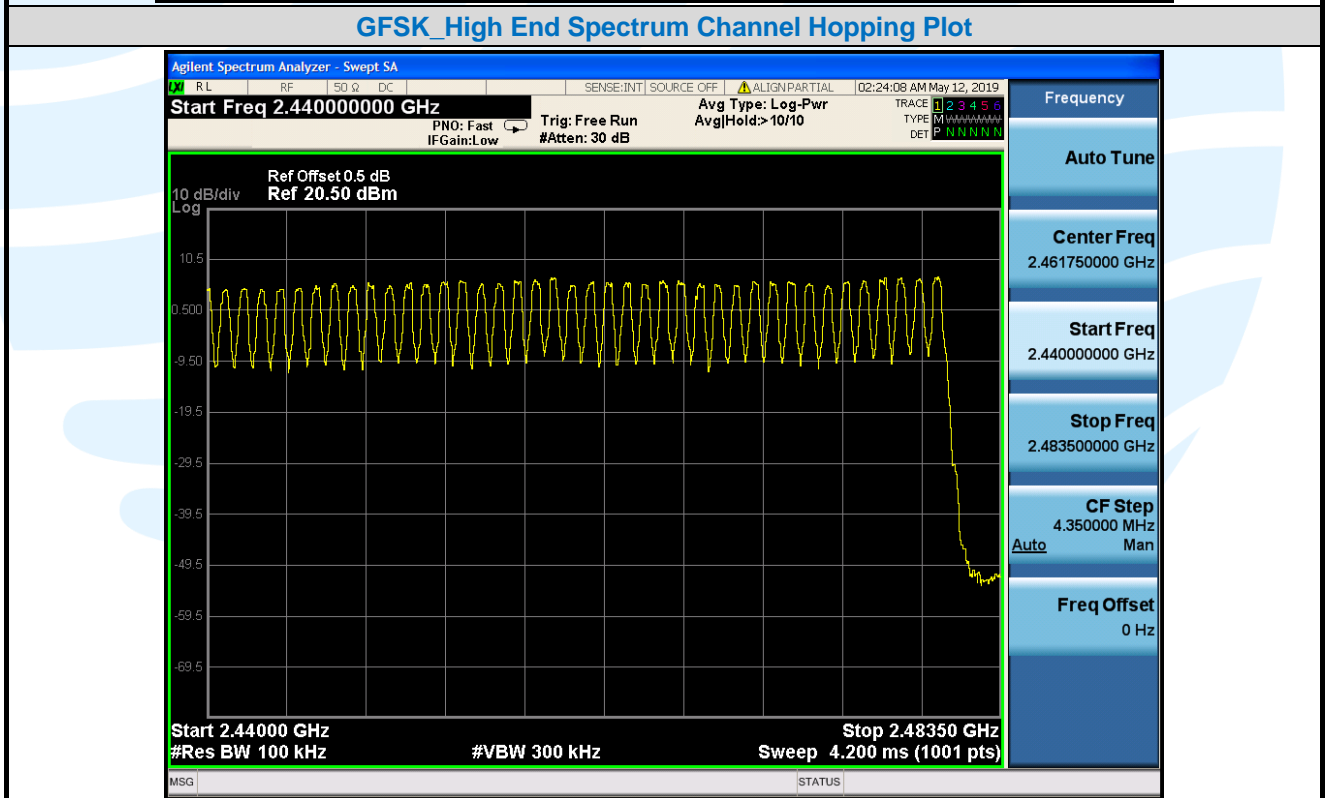 GFSK_High End Spectrum Channel Hopping Plot
Agilent Spectrum Analyzer - Swept SA
LXI RL RF 50 Ω DC SENSE:INT SOURCE OFF ALIGNPARTIAL 02:24:08 AM May 12, 2019
Start Freq 2.440000000 GHz
PNO: Fast
IFGain:Low
Trig: Free Run
#Atten: 30 dB
Avg Type: Log-Pwr
Avg|Hold:>10/10
TRACE 1 2 3 4 5 6
TYPE M WWWWW
DET P N N N N N
Ref Offset 0.5 dB
10 dB/div Ref 20.50 dBm
Log
10.5
0.500
-9.50
-19.5
-29.5
-39.5
-49.5
-59.5
-69.5
Start 2.44000 GHz Stop 2.48350 GHz
#Res BW 100 kHz #VBW 300 kHz Sweep 4.200 ms (1001 pts)
MSG STATUS
Frequency
Auto Tune
Center Freq
2.461750000 GHz
Start Freq
2.440000000 GHz
Stop Freq
2.483500000 GHz
CF Step
4.350000 MHz
Auto Man
Freq Offset
0 Hz